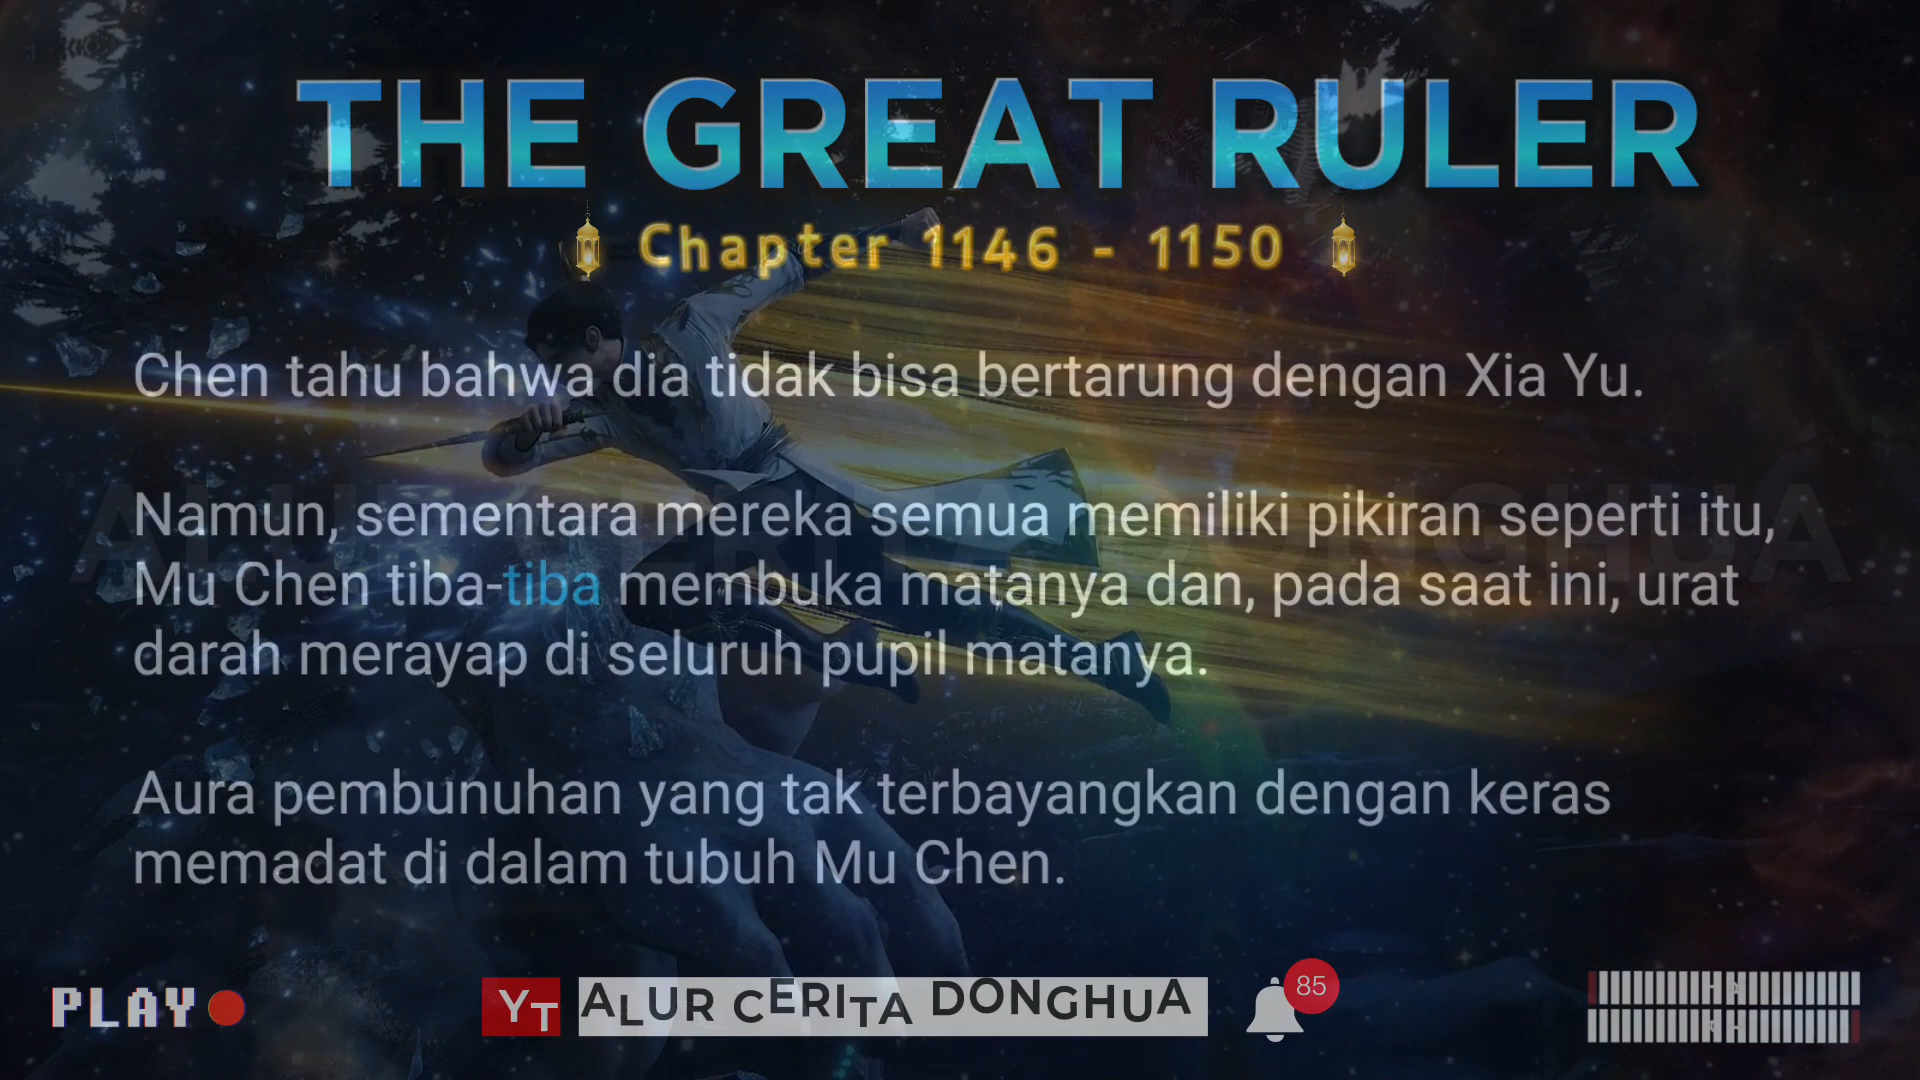 THE GREAT RULER
Chapter 1146 - 1150
Chen tahu bahwa dia tidak bisa bertarung dengan Xia Yu.
Namun, sementara mereka semua memiliki pikiran seperti itu,
Mu Chen tiba-tiba membuka matanya dan, pada saat ini, urat
darah merayap di seluruh pupil matanya.
Aura pembunuhan yang tak terbayangkan dengan keras
memadat di dalam tubuh Mu Chen.
ALUR CERITA DONGHUA
PLAY
YT ALUR CERITA DONGHUA
85